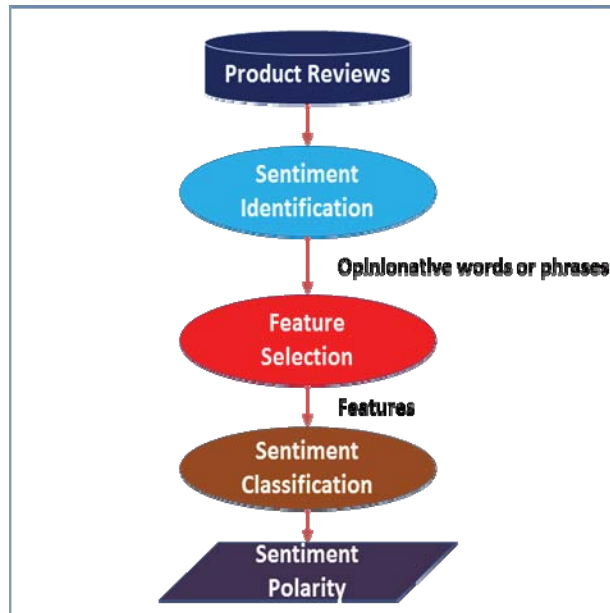 Product Reviews
Sentiment
Identification
Opinionative words or phrases
Feature
Selection
Features
Sentiment
Classification
Sentiment
Polarity